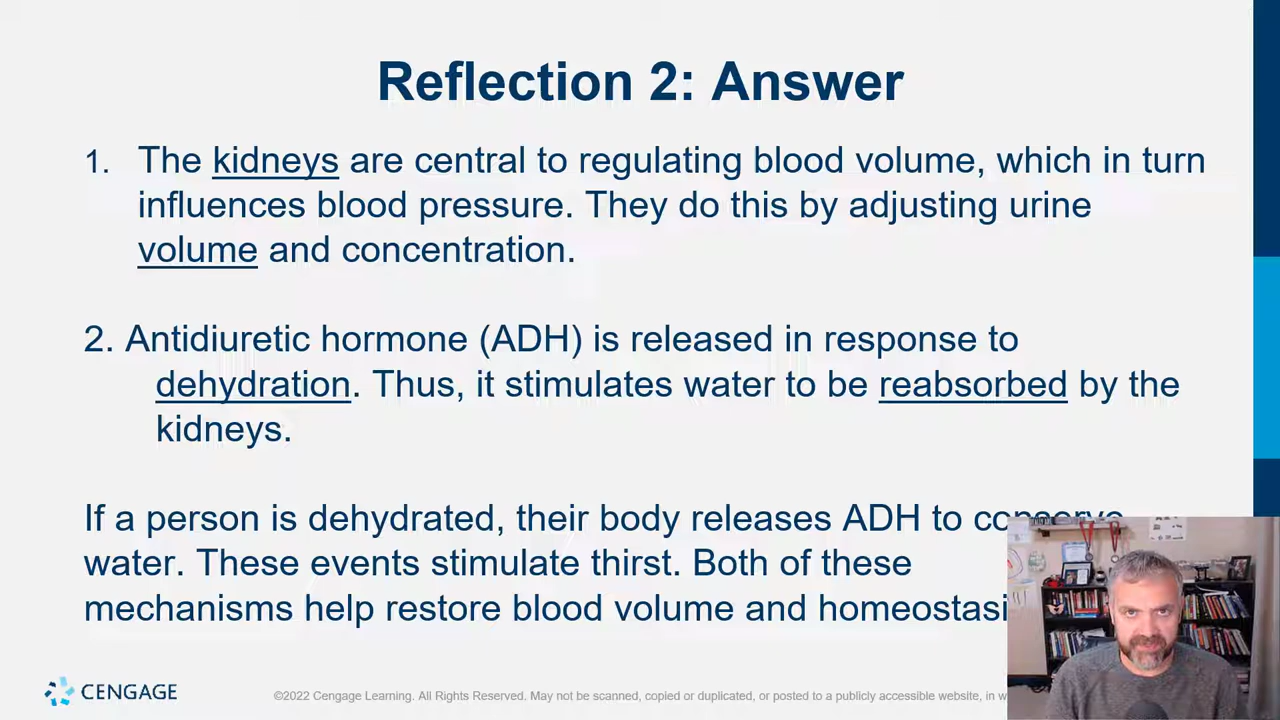 Reflection 2: Answer
1. The kidneys are central to regulating blood volume, which in turn
influences blood pressure. They do this by adjusting urine
volume and concentration.
2. Antidiuretic hormone (ADH) is released in response to
dehydration. Thus, it stimulates water to be reabsorbed by the
kidneys.
If a person is dehydrated, their body releases ADH to conserve
water. These events stimulate thirst. Both of these
mechanisms help restore blood volume and homeostasi
CENGAGE
©2022 Cengage Learning. All Rights Reserved. May not be scanned, copied or duplicated, or posted to a publicly accessible website, in w